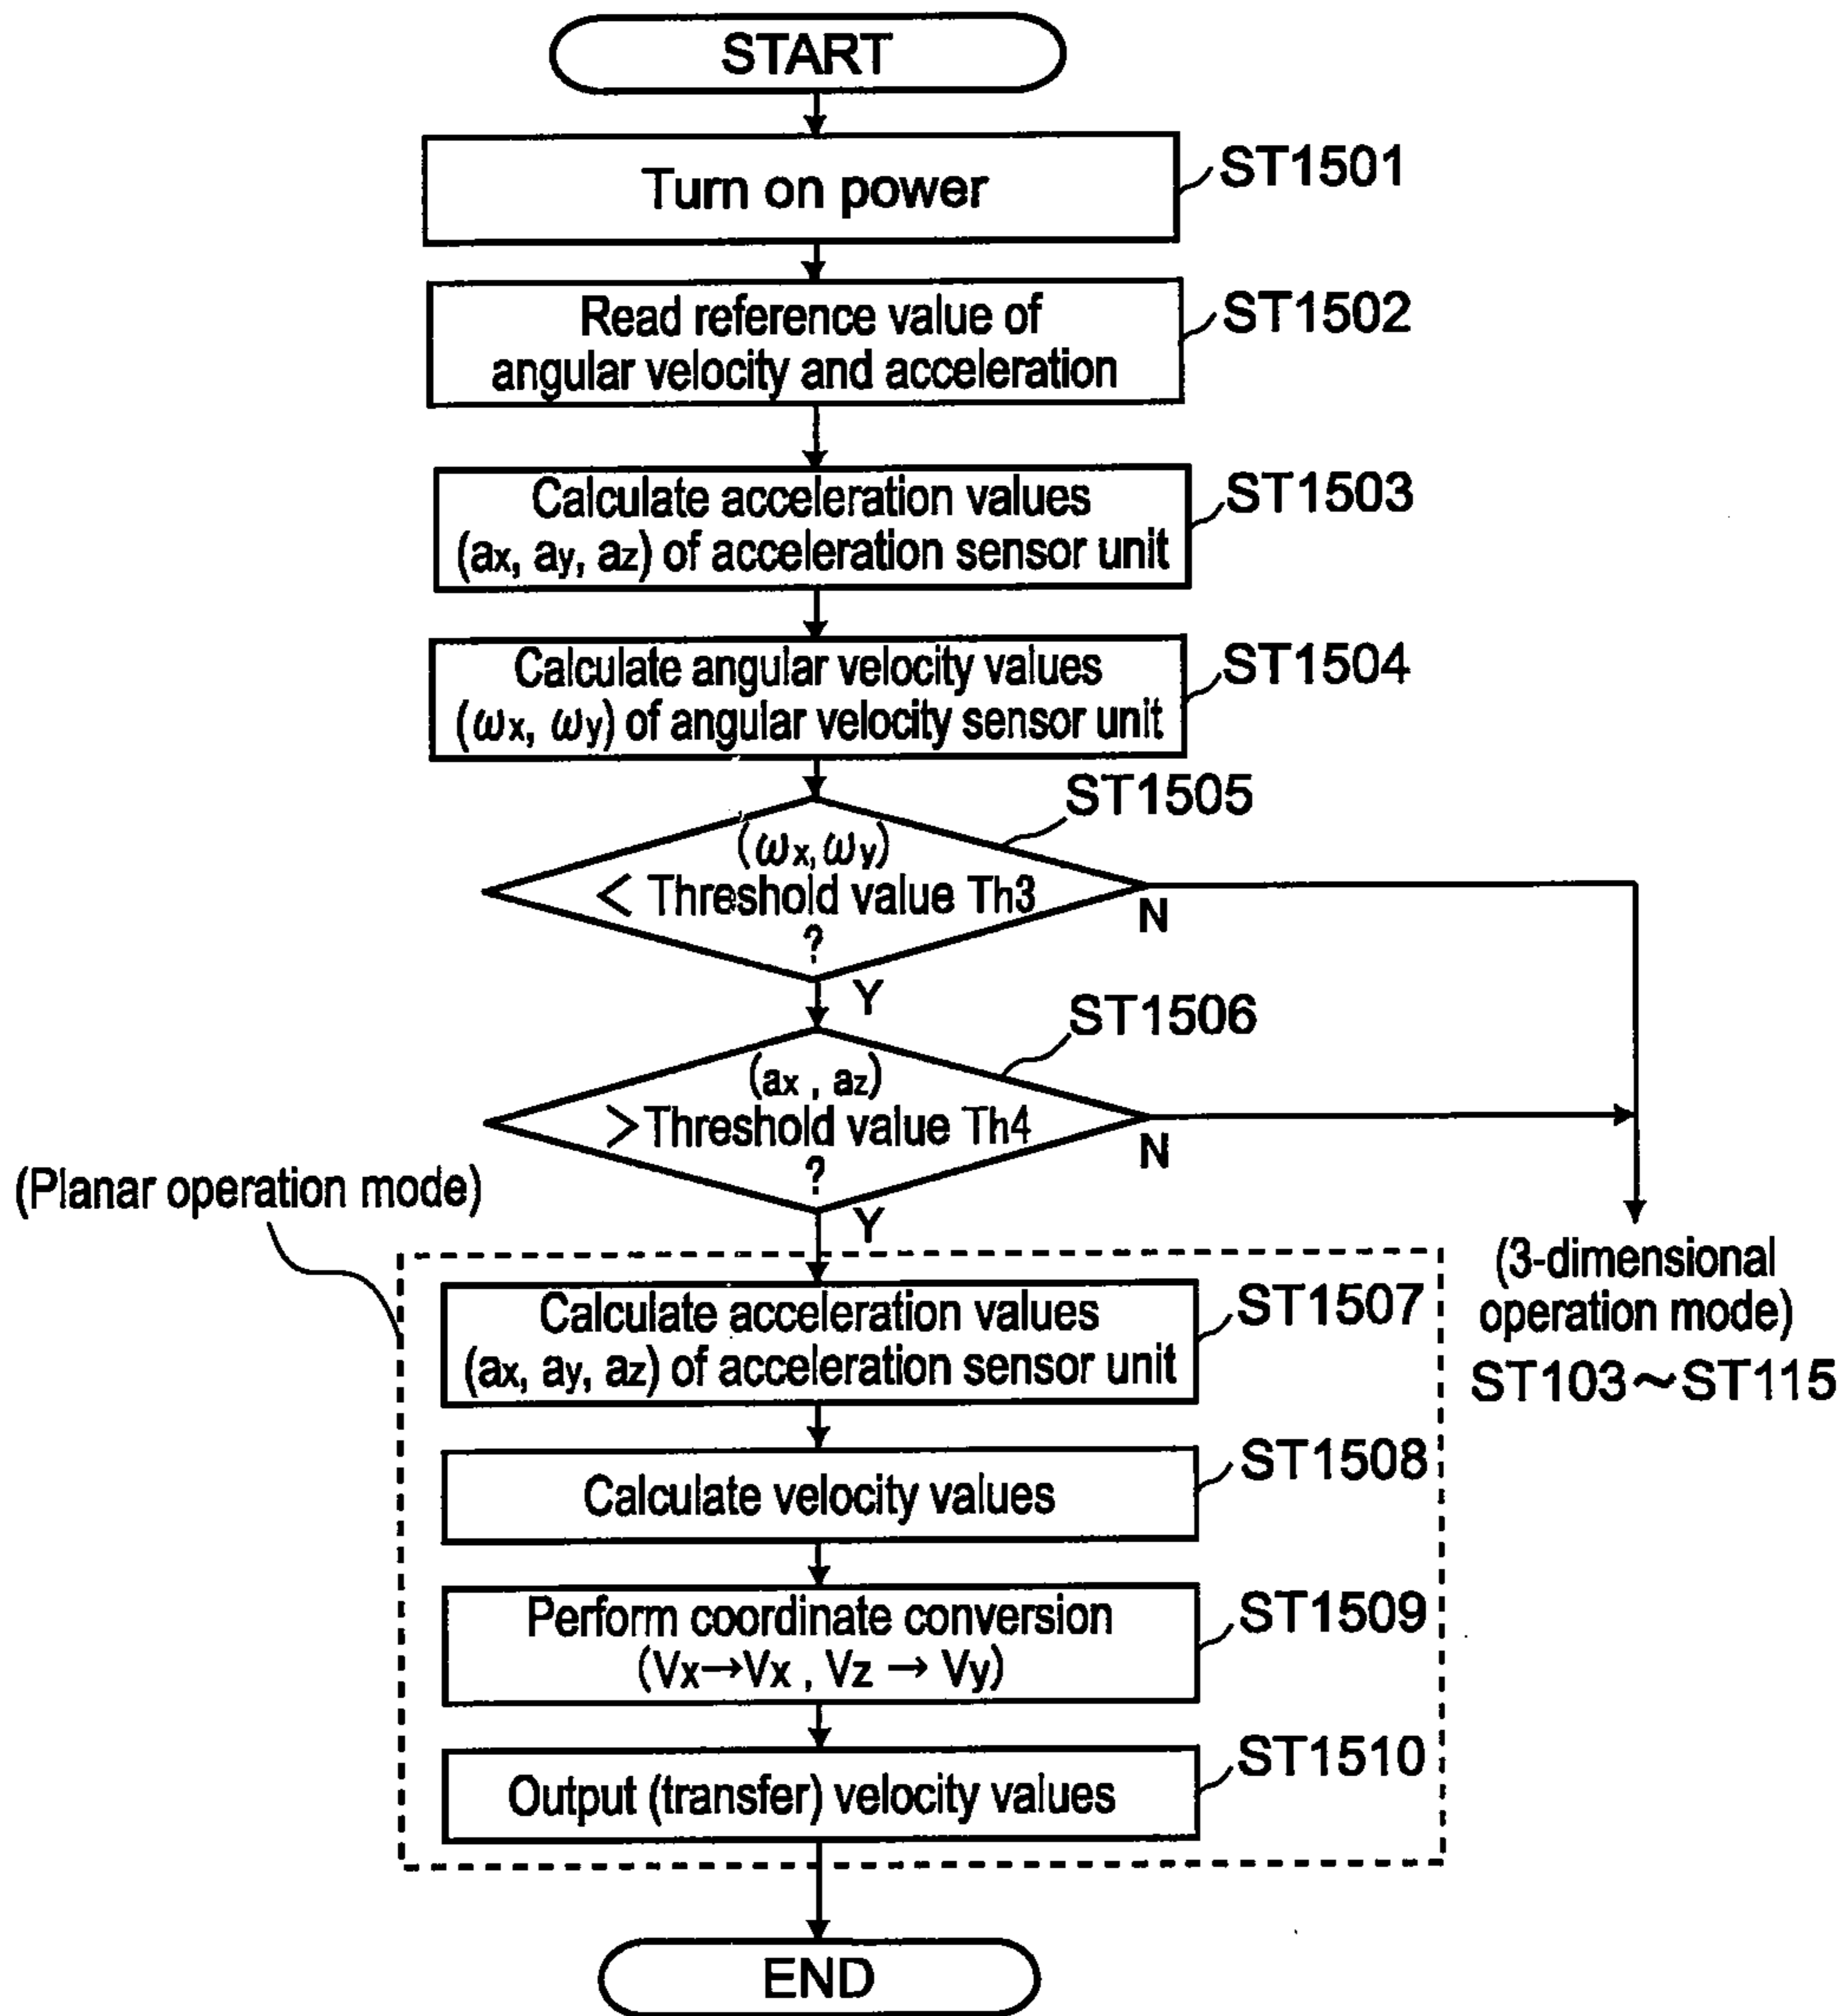 START
Turn on power
ST1501
Read reference value of
angular velocity and acceleration
ST1502
Calculate acceleration values
(ax, ay, az) of acceleration sensor unit
ST1503
Calculate angular velocity values
(ωx, ωy) of angular velocity sensor unit
ST1504
(ωx, ωy)
< Threshold value Th3
?
ST1505
N
Y
(ax , az)
> Threshold value Th4
?
ST1506
N
Y
(Planar operation mode)
(3-dimensional
operation mode)
ST103～ST115
Calculate acceleration values
(ax, ay, az) of acceleration sensor unit
ST1507
Calculate velocity values
ST1508
Perform coordinate conversion
(Vx→Vx , Vz → Vy)
ST1509
Output (transfer) velocity values
ST1510
END